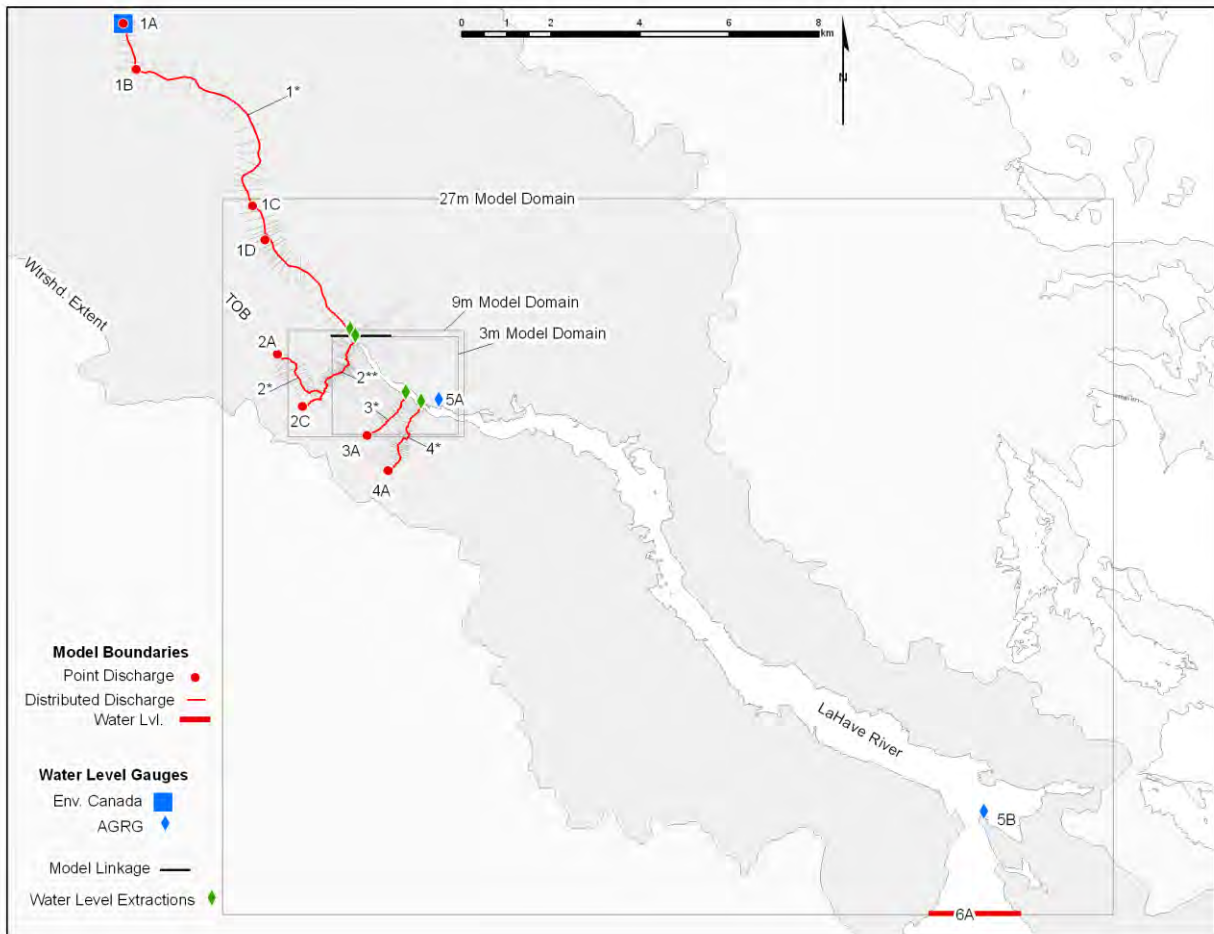 0 1 2 4 6 8
km
N
1A
1B
1*
1C
27m Model Domain
1D
Wtrshd. Extent
TOB
9m Model Domain
3m Model Domain
2A
2*
2**
2C
3*
5A
3A
4*
4A
Model Boundaries
Point Discharge
Distributed Discharge
Water Lvl.
LaHave River
Water Level Gauges
Env. Canada
AGRG
5B
Model Linkage
Water Level Extractions
6A